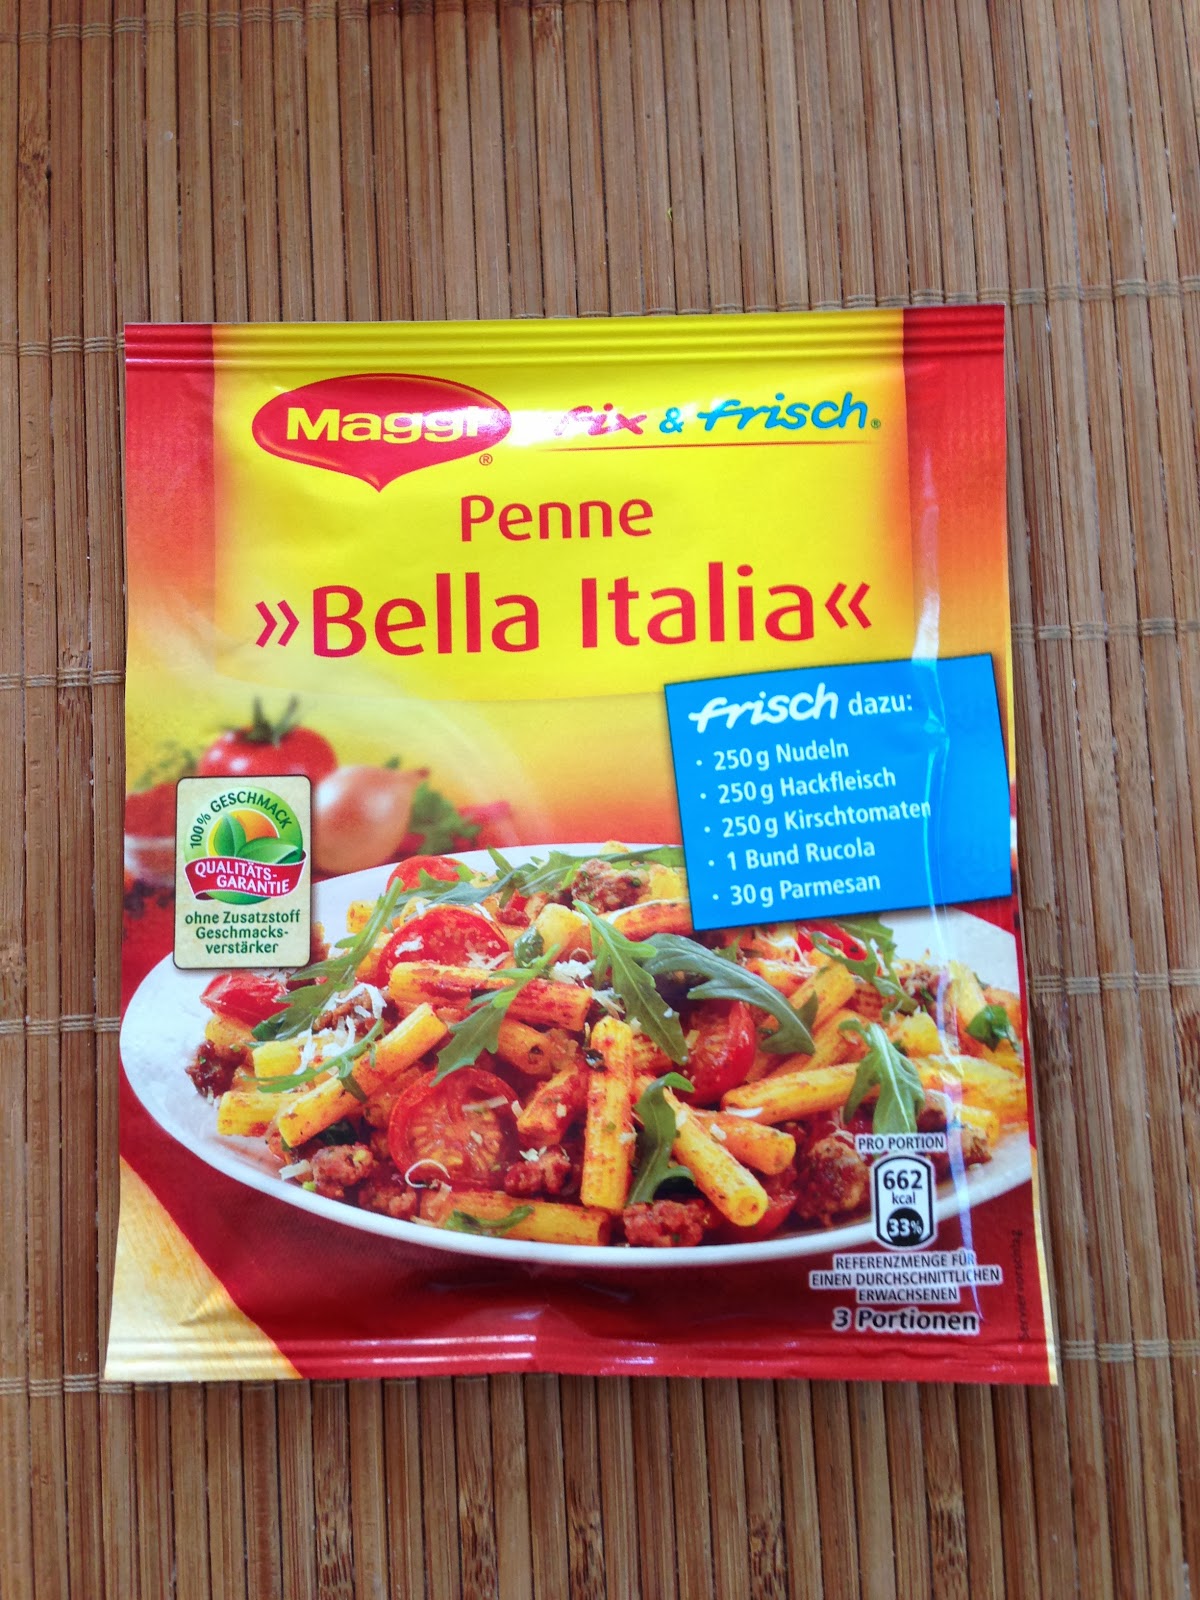 Maggi® fix & frisch®
Penne
»Bella Italia«
frisch dazu:
· 250 g Nudeln
· 250 g Hackfleisch
· 250 g Kirschtomaten
· 1 Bund Rucola
· 30 g Parmesan
100% GESCHMACK
QUALITÄTS-
GARANTIE
ohne Zusatzstoff
Geschmacks-
verstärker
PRO PORTION
662
kcal
33%
REFERENZMENGE FÜR
EINEN DURCHSCHNITTLICHEN
ERWACHSENEN
3 Portionen
Serviervorschlag